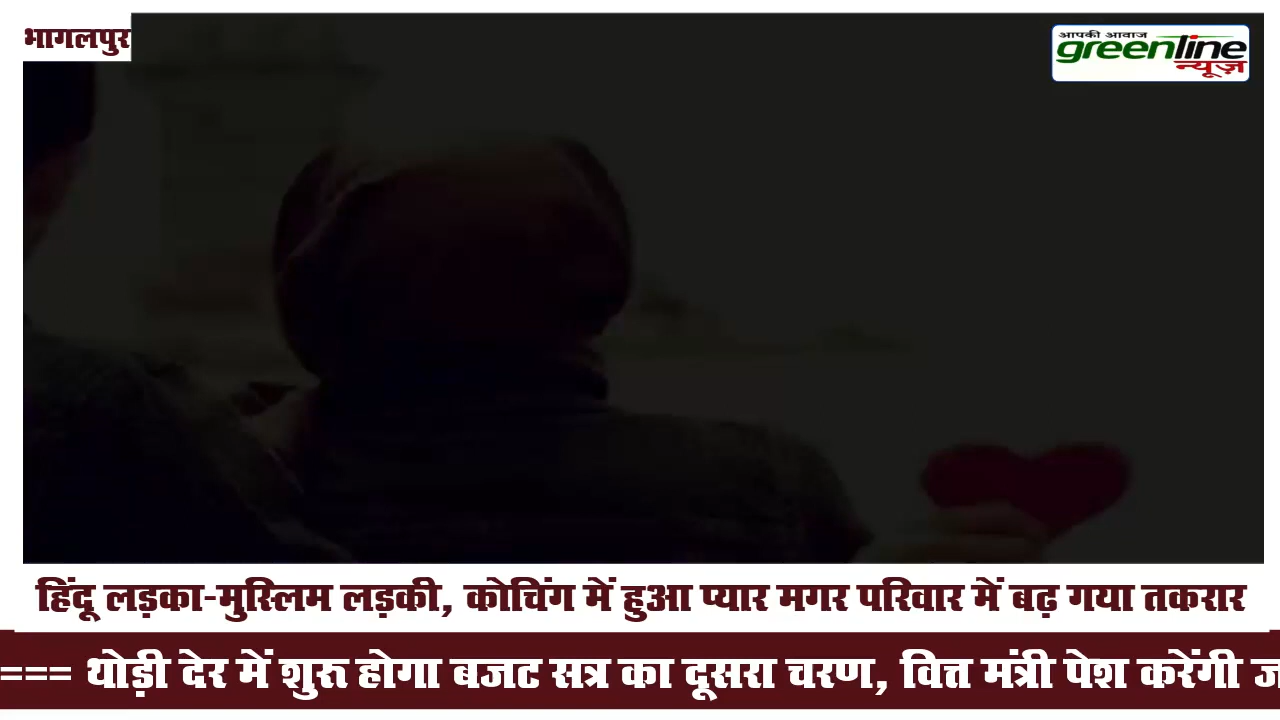 भागलपुर
आपकी आवाज
greenline
न्यूज़
हिंदू लड़का-मुस्लिम लड़की, कोचिंग में हुआ प्यार मगर परिवार में बढ़ गया तकरार
=== थोड़ी देर में शुरू होगा बजट सत्र का दूसरा चरण, वित्त मंत्री पेश करेंगी